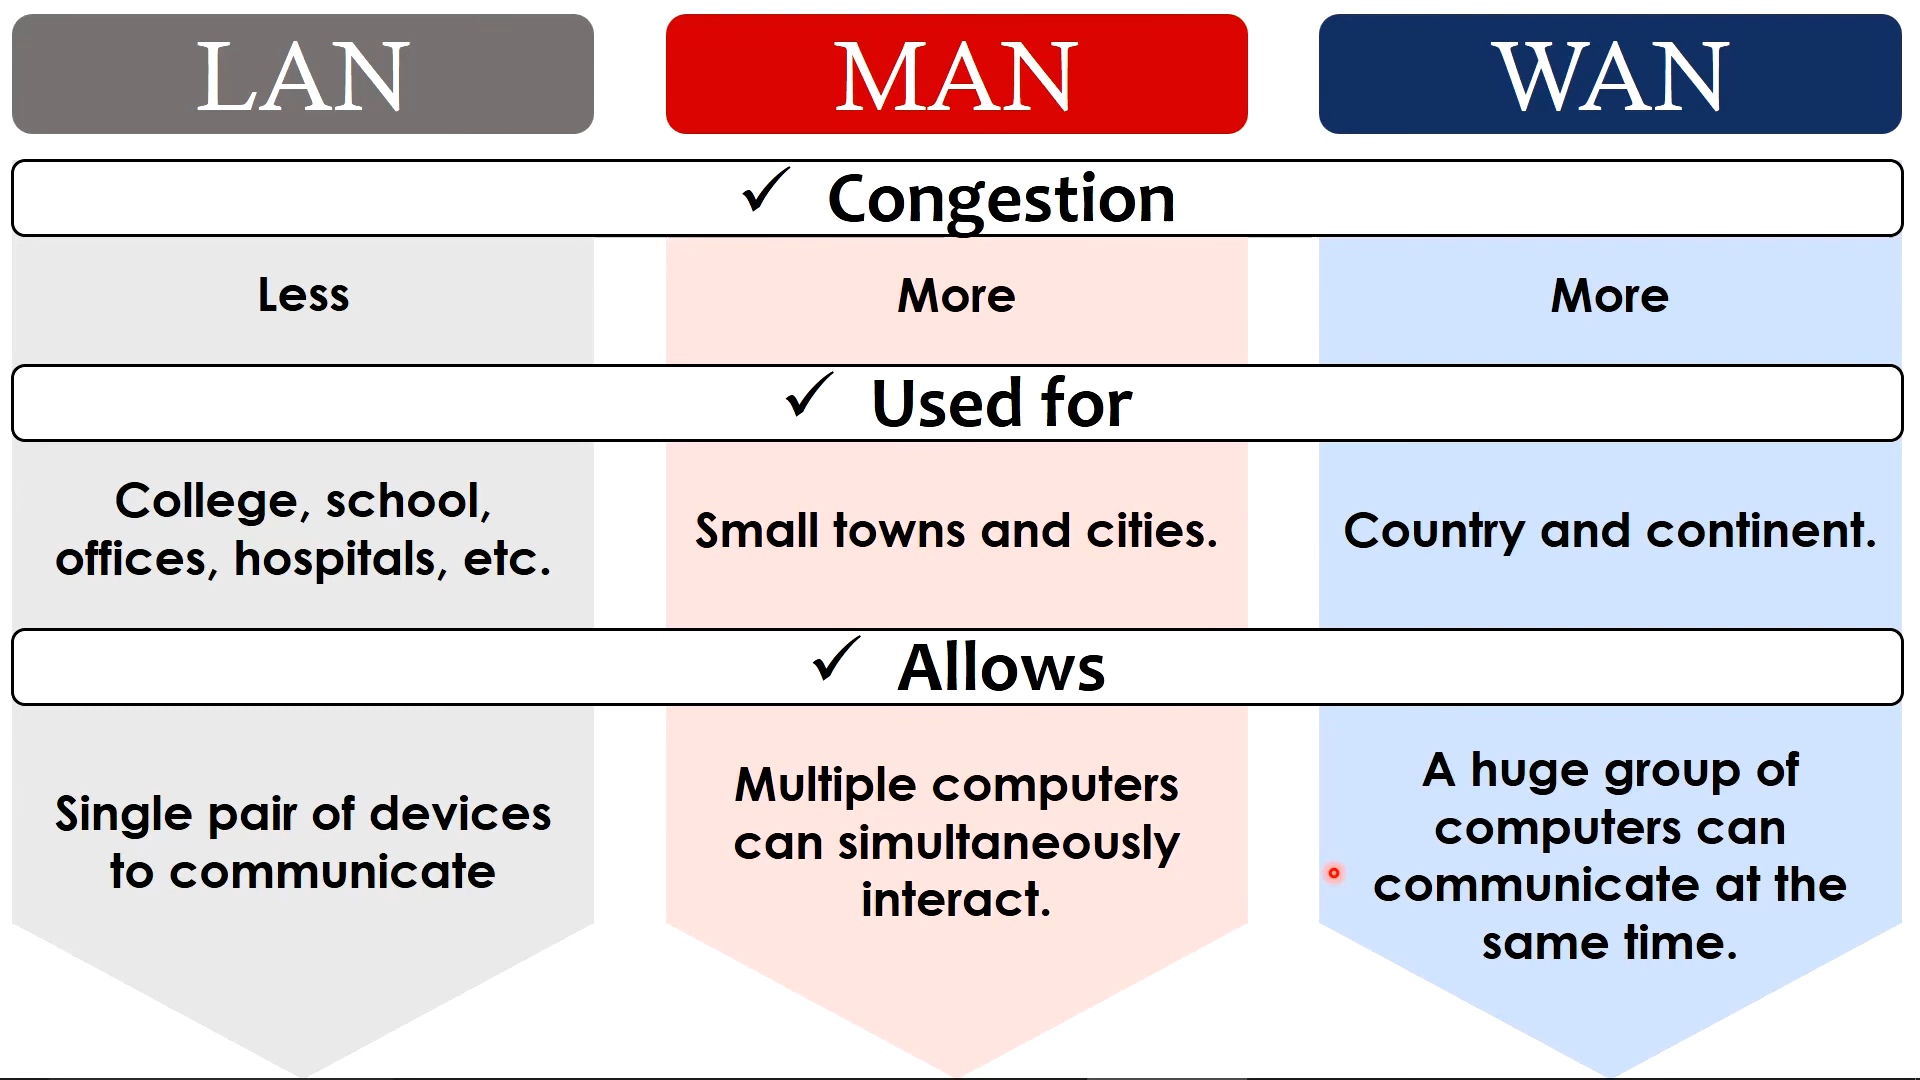 LAN
MAN
WAN
✓ Congestion
Less
More
More
✓ Used for
College, school,
offices, hospitals, etc.
Small towns and cities.
Country and continent.
✓ Allows
Single pair of devices
to communicate
Multiple computers
can simultaneously
interact.
A huge group of
computers can
communicate at the
same time.